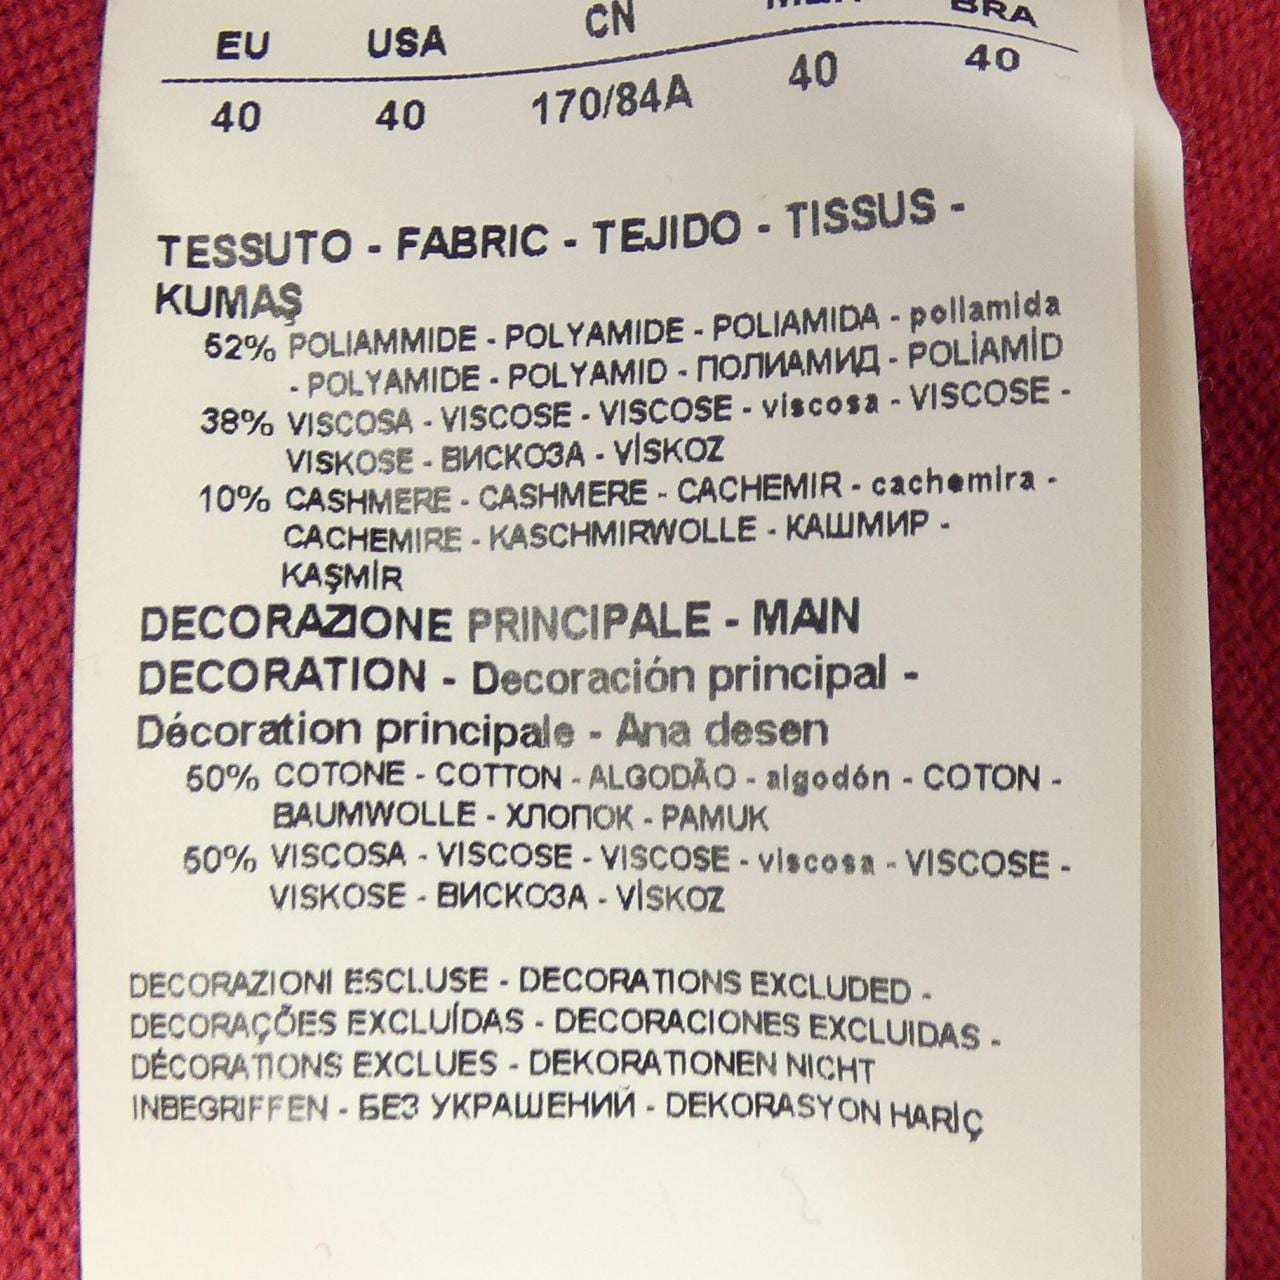 EU USA CN BRA
40 40 170/84A 40 40
TESSUTO - FABRIC - TEJIDO - TISSUS -
KUMAŞ
52% POLIAMMIDE - POLYAMIDE - POLIAMIDA - poliamida
- POLYAMIDE - POLYAMID - ПОЛИАМИД - POLİAMİD
38% VISCOSA - VISCOSE - VISCOSE - viscosa - VISCOSE -
VISKOSE - ВИСКОЗА - VİSKOZ
10% CASHMERE - CASHMERE - CACHEMIR - cachemira -
CACHEMIRE - KASCHMIRWOLLE - КАШМИР -
KAŞMİR
DECORAZIONE PRINCIPALE - MAIN
DECORATION - Decoración principal -
Décoration principale - Ana desen
50% COTONE - COTTON - ALGODÃO - algodón - COTON -
BAUMWOLLE - ХЛОПОК - PAMUK
50% VISCOSA - VISCOSE - VISCOSE - viscosa - VISCOSE -
VISKOSE - ВИСКОЗА - VİSKOZ
DECORAZIONI ESCLUSE - DECORATIONS EXCLUDED -
DECORAÇÕES EXCLUÍDAS - DECORACIONES EXCLUIDAS -
DÉCORATIONS EXCLUES - DEKORATIONEN NICHT
INBEGRIFFEN - БЕЗ УКРАШЕНИЙ - DEKORASYON HARİÇ